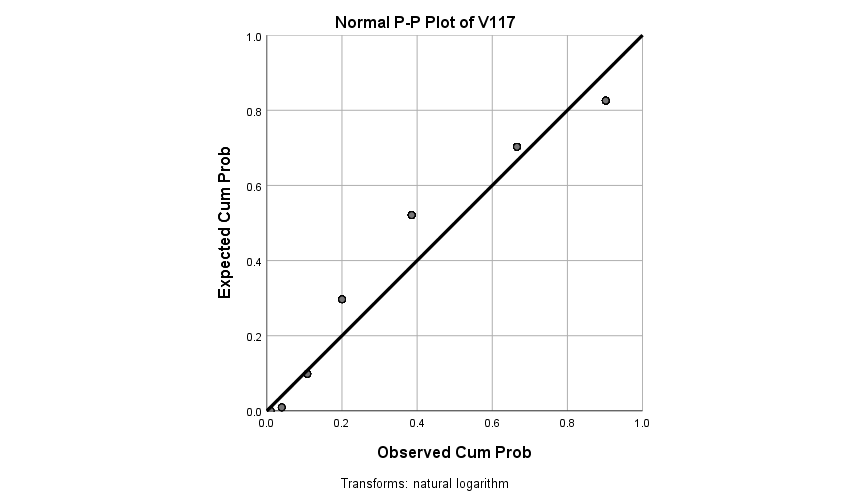 Normal P-P Plot of V117
1.0
0.8
0.6
0.4
0.2
0.0
Expected Cum Prob
0.0 0.2 0.4 0.6 0.8 1.0
Observed Cum Prob
Transforms: natural logarithm